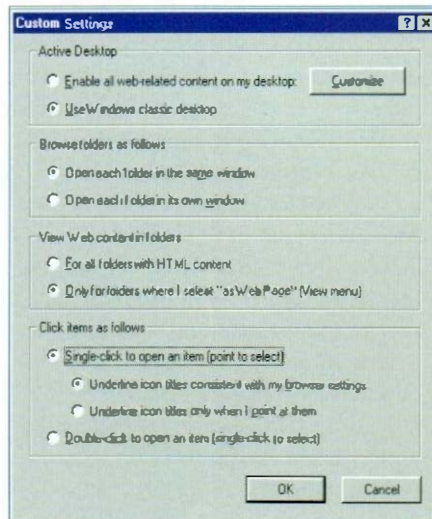 Custom Settings
Active Desktop
Enable all web-related content on my desktop:
Customize
Use Windows classic desktop
Browse folders as follows
Open each folder in the same window
Open each folder in its own window
View Web content in folders
For all folders with HTML content
Only for folders where I select "as Web Page" (View menu)
Click items as follows
Single-click to open an item (point to select)
Underline icon titles consistent with my browser settings
Underline icon titles only when I point at them
Double-click to open an item (single-click to select)
OK
Cancel